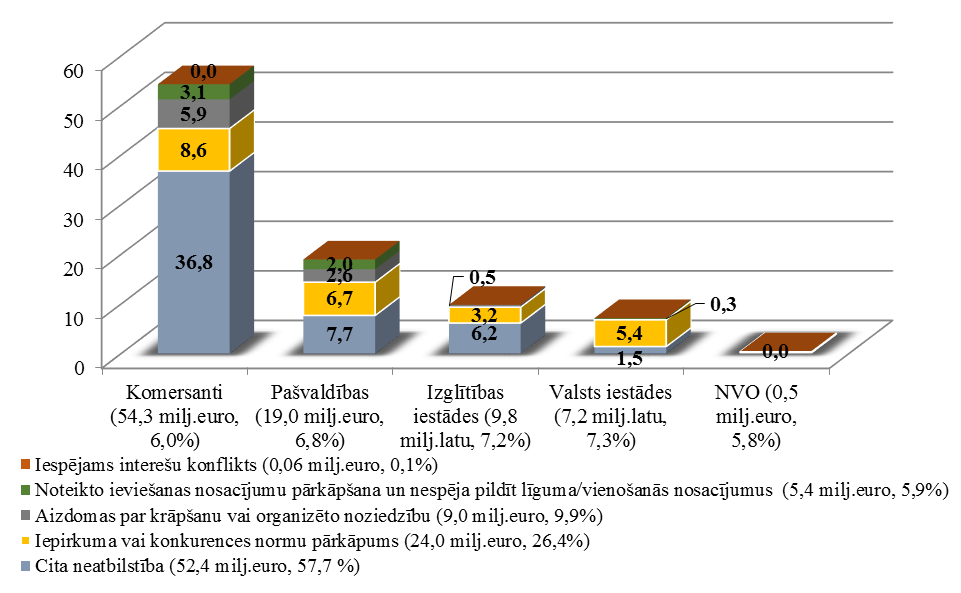 60
50
40
30
20
10
0
0,0
3,1
5,9
8,6
36,8
2,0
2,6
6,7
7,7
0,5
3,2
6,2
0,3
5,4
1,5
0,0
Komersanti
(54,3 milj.euro,
6,0%)
Pašvaldības
(19,0 milj.euro,
6,8%)
Izglītības
iestādes (9,8
milj.latu, 7,2%)
Valsts iestādes
(7,2 milj.latu,
7,3%)
NVO (0,5
milj.euro,
5,8%)
Iespējams interešu konflikts (0,06 milj.euro, 0,1%)
Noteikto ieviešanas nosacījumu pārkāpšana un nespēja pildīt līguma/vienošanās nosacījumus (5,4 milj.euro, 5,9%)
Aizdomas par krāpšanu vai organizēto noziedzību (9,0 milj.euro, 9,9%)
Iepirkuma vai konkurences normu pārkāpums (24,0 milj.euro, 26,4%)
Cita neatbilstība (52,4 milj.euro, 57,7 %)